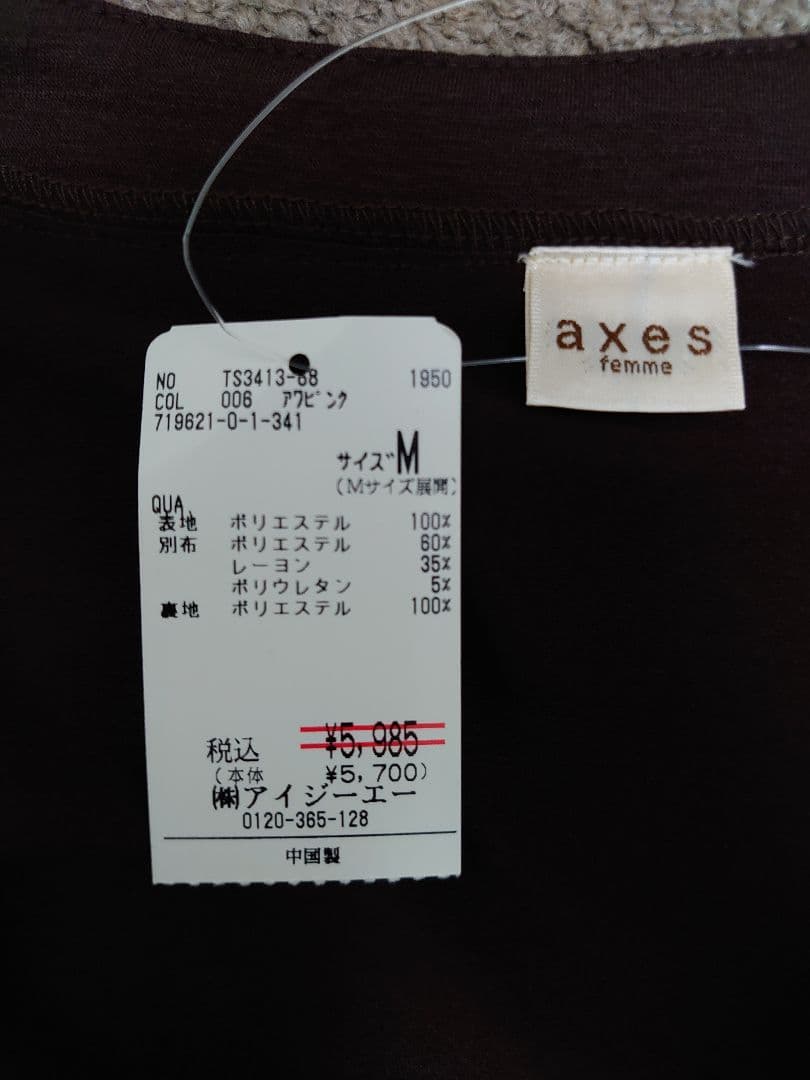 axes
femme
NO TS3413-68 1950
COL 006 アワピンク
719621-0-1-341
サイズ M
(Mサイズ展開)
QUA
表地 ポリエステル 100%
別布 ポリエステル 60%
レーヨン 35%
ポリウレタン 5%
裏地 ポリエステル 100%
税込 ¥5,985
(本体 ¥5,700)
㈱アイジーエー
0120-365-128
中国製